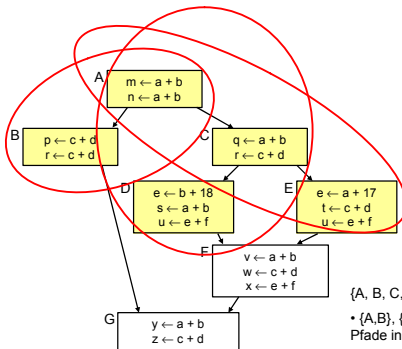 A
m ← a + b
n ← a + b
B
p ← c + d
r ← c + d
C
q ← a + b
r ← c + d
D
e ← b + 18
s ← a + b
u ← e + f
E
e ← a + 17
t ← c + d
u ← e + f
F
v ← a + b
w ← c + d
x ← e + f
G
y ← a + b
z ← c + d
{A, B, C,
• {A,B}, {
Pfade in